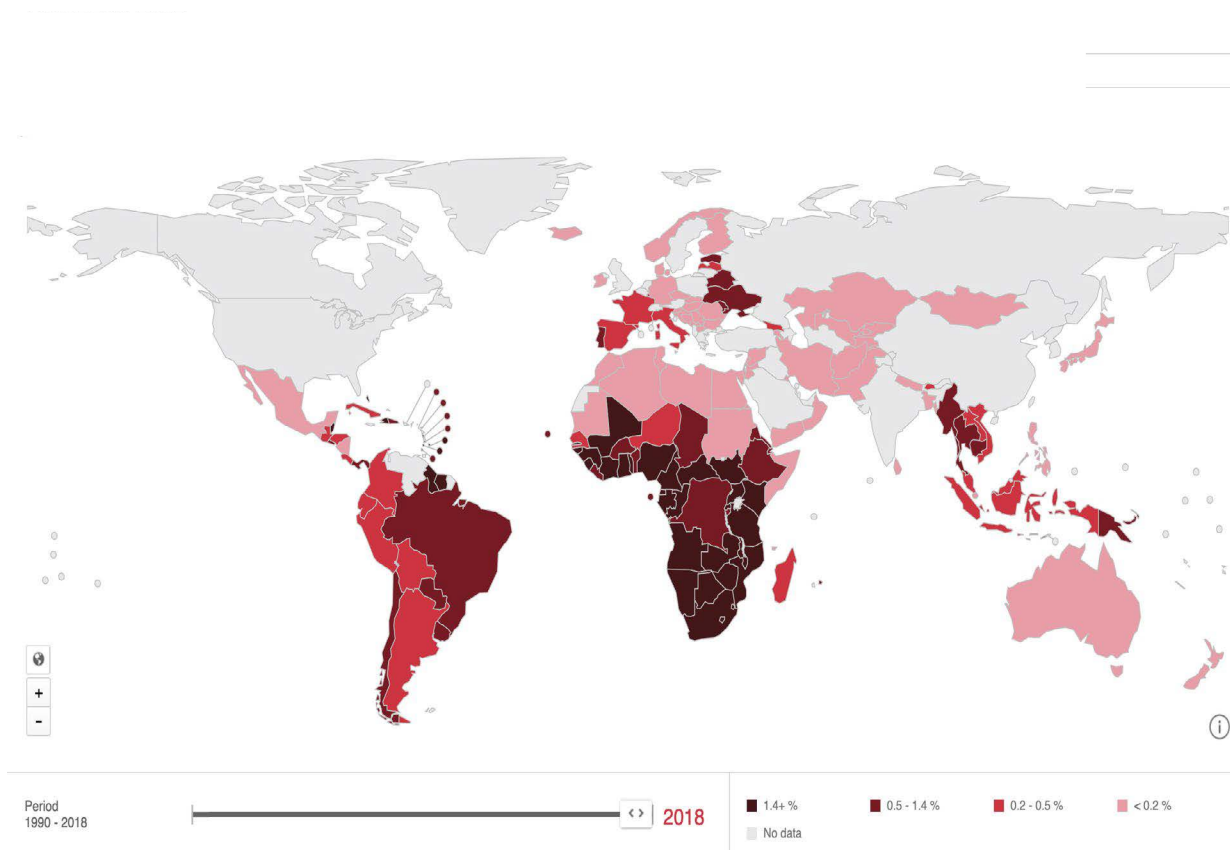 +
-
i
Period
1990 - 2018
< >
2018
1.4+ %
0.5 - 1.4 %
0.2 - 0.5 %
< 0.2 %
No data